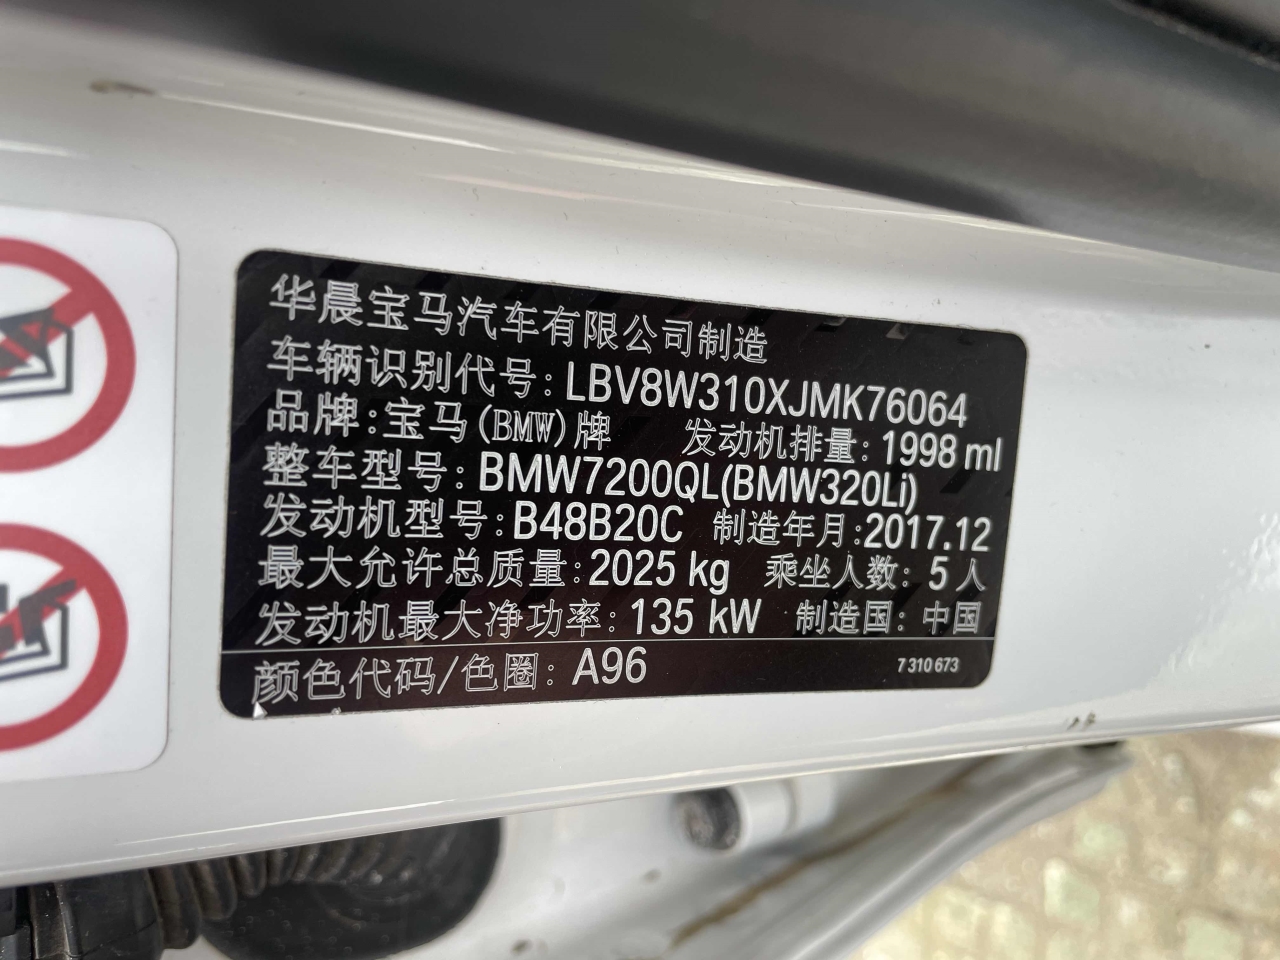 华晨宝马汽车有限公司制造
车辆识别代号: LBV8W310XJMK76064
品牌: 宝马(BMW)牌 发动机排量: 1998 ml
整车型号: BMW7200QL(BMW320Li)
发动机型号: B48B20C 制造年月: 2017.12
最大允许总质量: 2025 kg 乘坐人数: 5 人
发动机最大净功率: 135 kW 制造国: 中国
颜色代码/色圈: A96 7 310 673